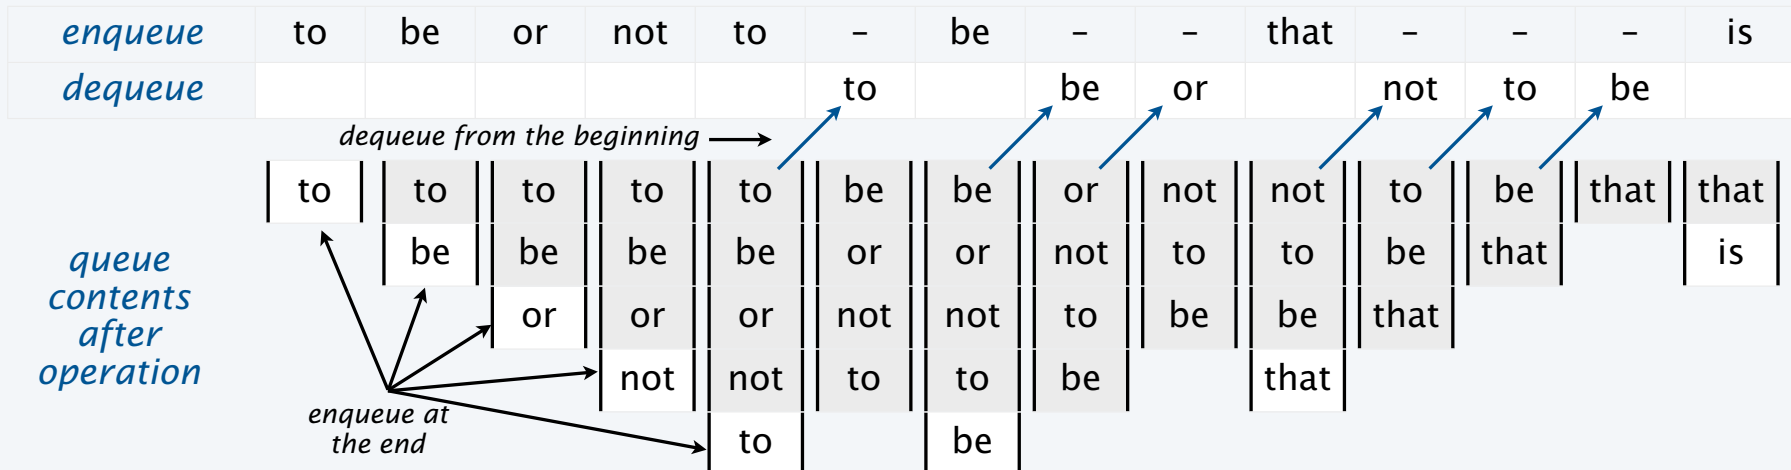 enqueue to be or not to – be – – that – – – is
dequeue to be or not to be
dequeue from the beginning
to to to to to be be or not not to be that that
be be be be or or not to to be that is
queue
contents
after
operation
or or or not not to be be that
not not to to be that
enqueue at
the end
to be